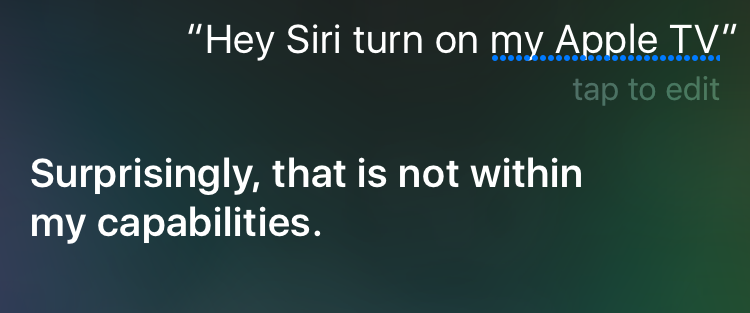 “Hey Siri turn on my Apple TV”
tap to edit
Surprisingly, that is not within
my capabilities.